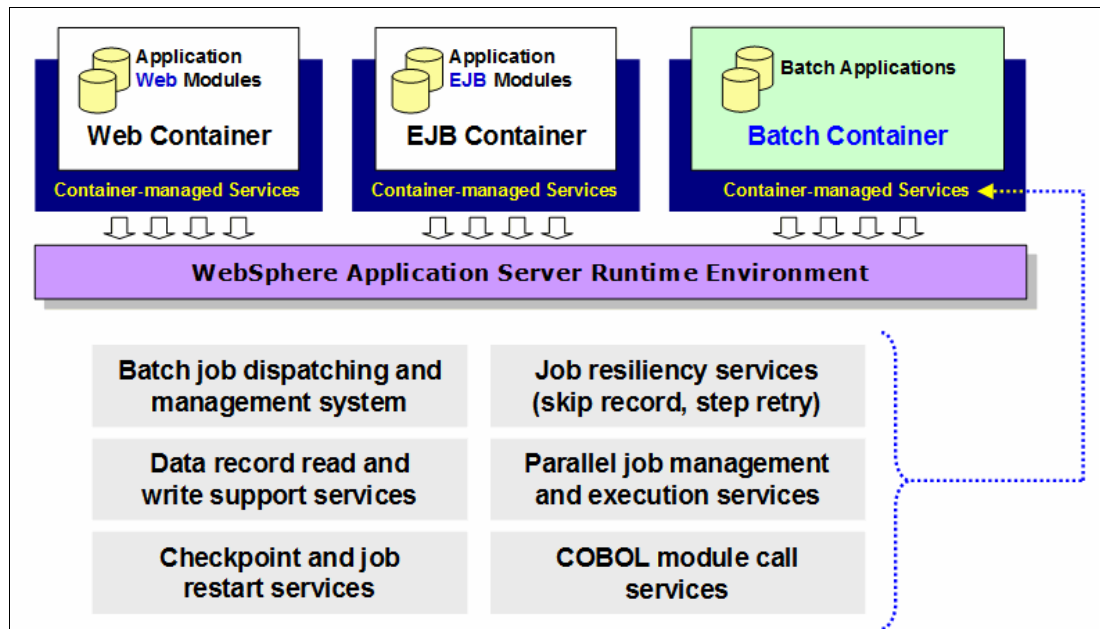 Application
Web Modules
Web Container
Container-managed Services
Application
EJB Modules
EJB Container
Container-managed Services
Batch Applications
Batch Container
Container-managed Services
WebSphere Application Server Runtime Environment
Batch job dispatching and
management system
Job resiliency services
(skip record, step retry)
Data record read and
write support services
Parallel job management
and execution services
Checkpoint and job
restart services
COBOL module call
services